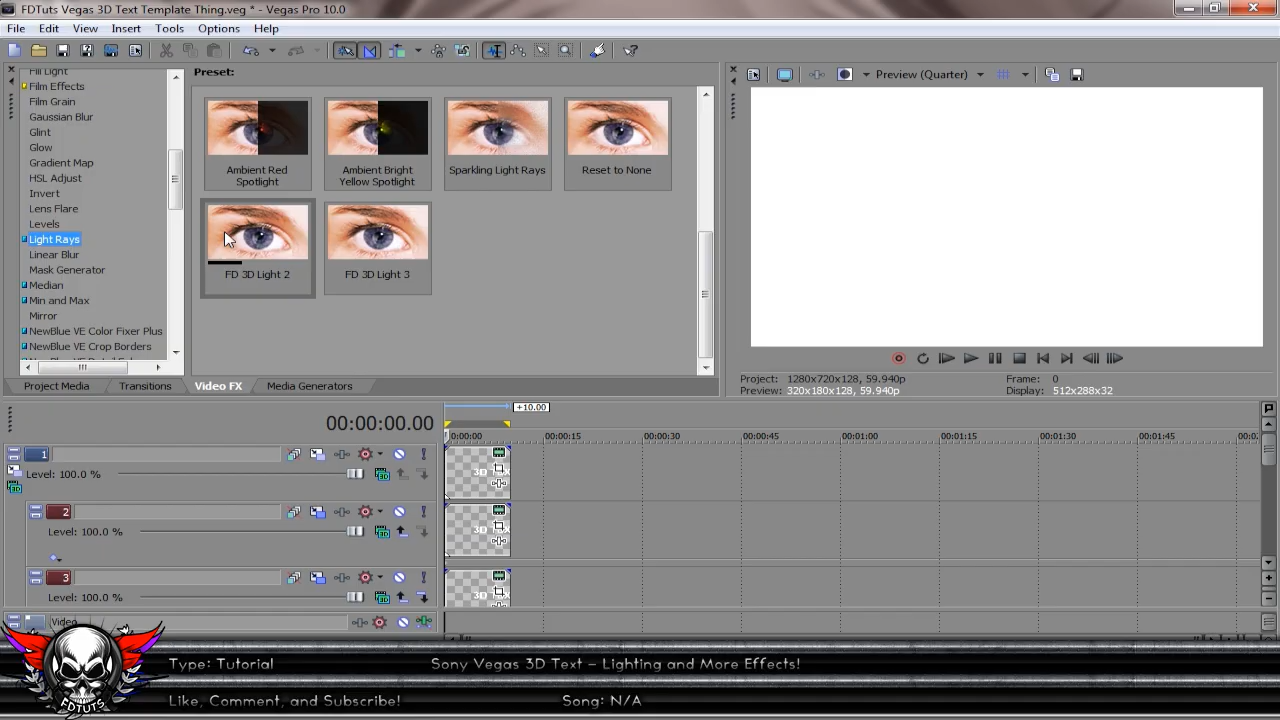 FDTuts Vegas 3D Text Template Thing.veg * - Vegas Pro 10.0
File Edit View Insert Tools Options Help
Fill Light
Film Effects
Film Grain
Gaussian Blur
Glint
Glow
Gradient Map
HSL Adjust
Invert
Lens Flare
Levels
Light Rays
Linear Blur
Mask Generator
Median
Min and Max
Mirror
NewBlue VE Color Fixer Plus
NewBlue VE Crop Borders
Preset:
Ambient Red
Spotlight
Ambient Bright
Yellow Spotlight
Sparkling Light Rays
Reset to None
FD 3D Light 2
FD 3D Light 3
Project Media Transitions Video FX Media Generators
Preview (Quarter)
Project: 1280x720x128, 59.940p
Preview: 320x180x128, 59.940p
Frame: 0
Display: 512x288x32
00:00:00.00
+10.00
0:00:00 00:00:15 00:00:30 00:00:45 00:01:00 00:01:15 00:01:30 00:01:45
1
Level: 100.0 %
2
Level: 100.0 %
3
Level: 100.0 %
Video
FDTUTS
Type: Tutorial
Sony Vegas 3D Text - Lighting and More Effects!
Like, Comment, and Subscribe!
Song: N/A